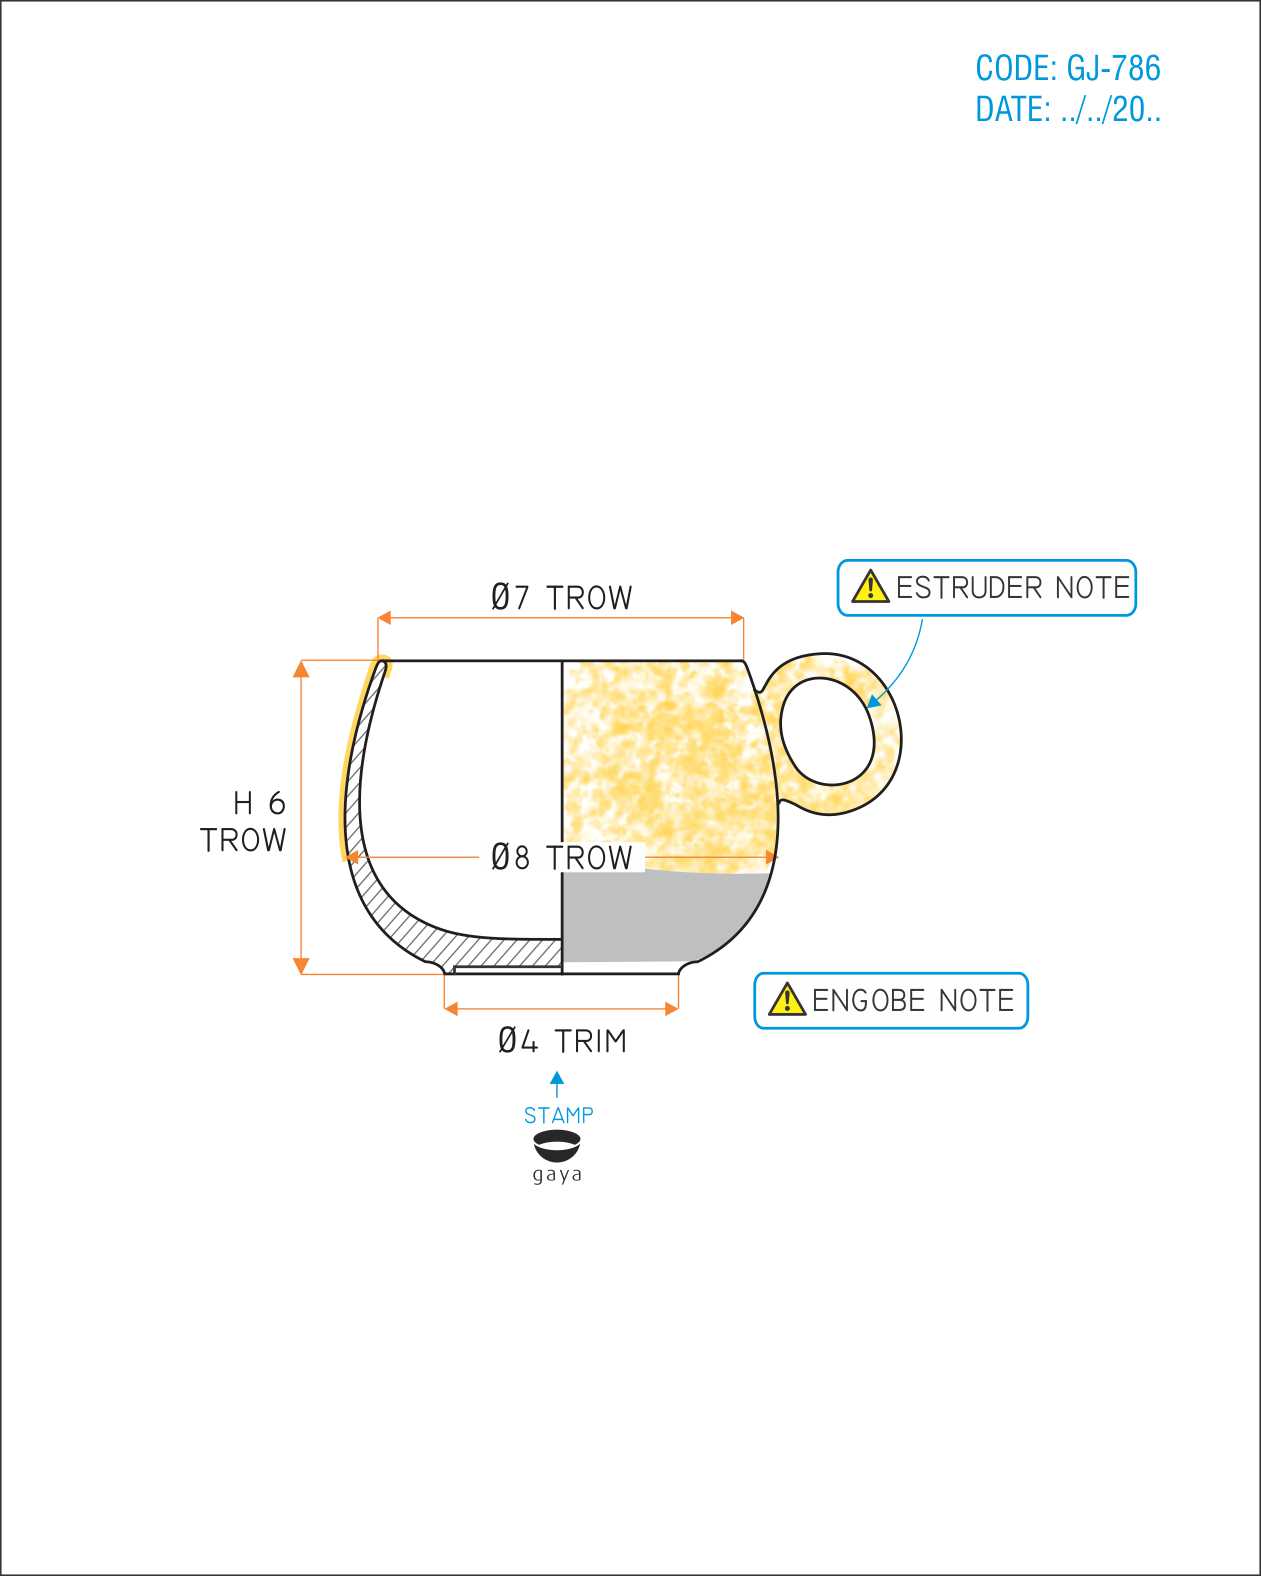 CODE: GJ-786
DATE: ../../20..
ESTRUDER NOTE
Ø7 TROW
H 6
TROW
Ø8 TROW
ENGOBE NOTE
Ø4 TRIM
STAMP
gaya